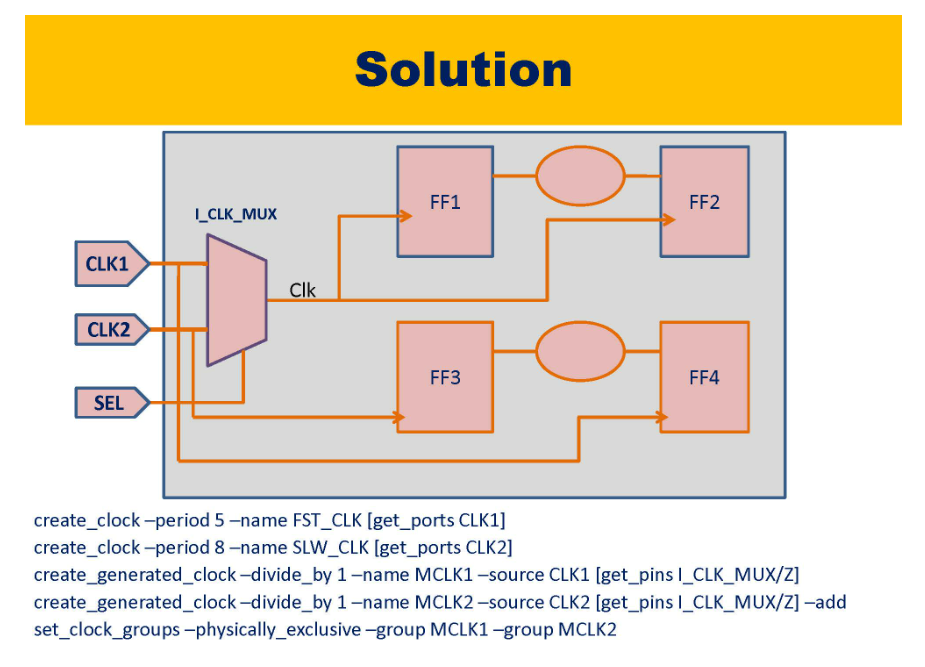 Solution
I_CLK_MUX
FF1
FF2
CLK1
Clk
CLK2
FF3
FF4
SEL
create_clock –period 5 –name FST_CLK [get_ports CLK1]
create_clock –period 8 –name SLW_CLK [get_ports CLK2]
create_generated_clock –divide_by 1 –name MCLK1 –source CLK1 [get_pins I_CLK_MUX/Z]
create_generated_clock –divide_by 1 –name MCLK2 –source CLK2 [get_pins I_CLK_MUX/Z] –add
set_clock_groups –physically_exclusive –group MCLK1 –group MCLK2